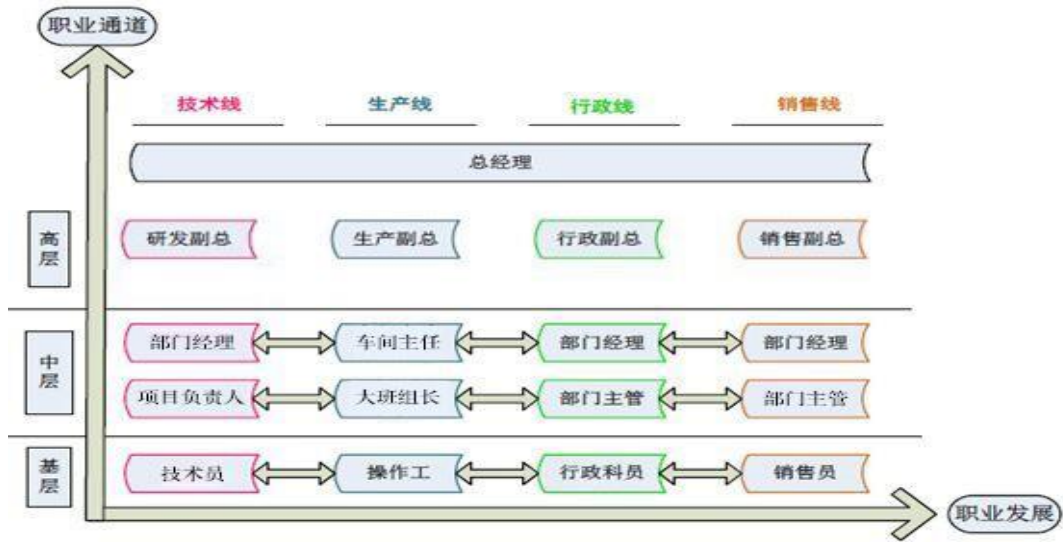 职业通道
技术线 生产线 行政线 销售线
总经理
高层
研发副总 生产副总 行政副总 销售副总
中层
部门经理 车间主任 部门经理 部门经理
项目负责人 大班组长 部门主管 部门主管
基层
技术员 操作工 行政科员 销售员
职业发展